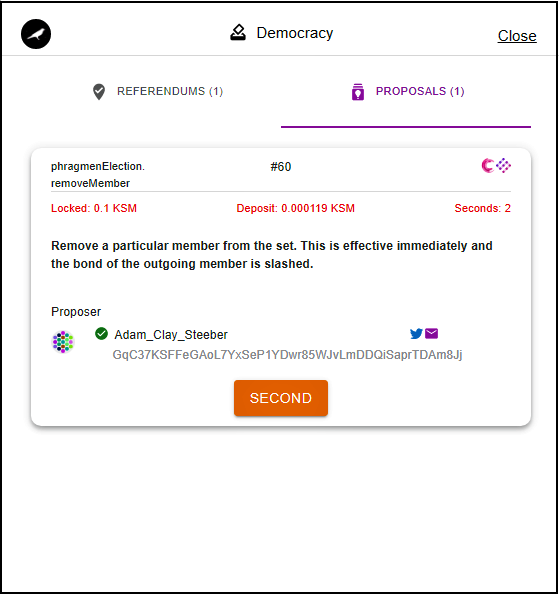 Democracy
Close
REFERENDUMS (1)
PROPOSALS (1)
phragmenElection.
removeMember
#60
Locked: 0.1 KSM
Deposit: 0.000119 KSM
Seconds: 2
Remove a particular member from the set. This is effective immediately and
the bond of the outgoing member is slashed.
Proposer
Adam_Clay_Steeber
GqC37KSFFeGAoL7YxSeP1YDwr85WJvLmDDQiSaprTDAm8Jj
SECOND